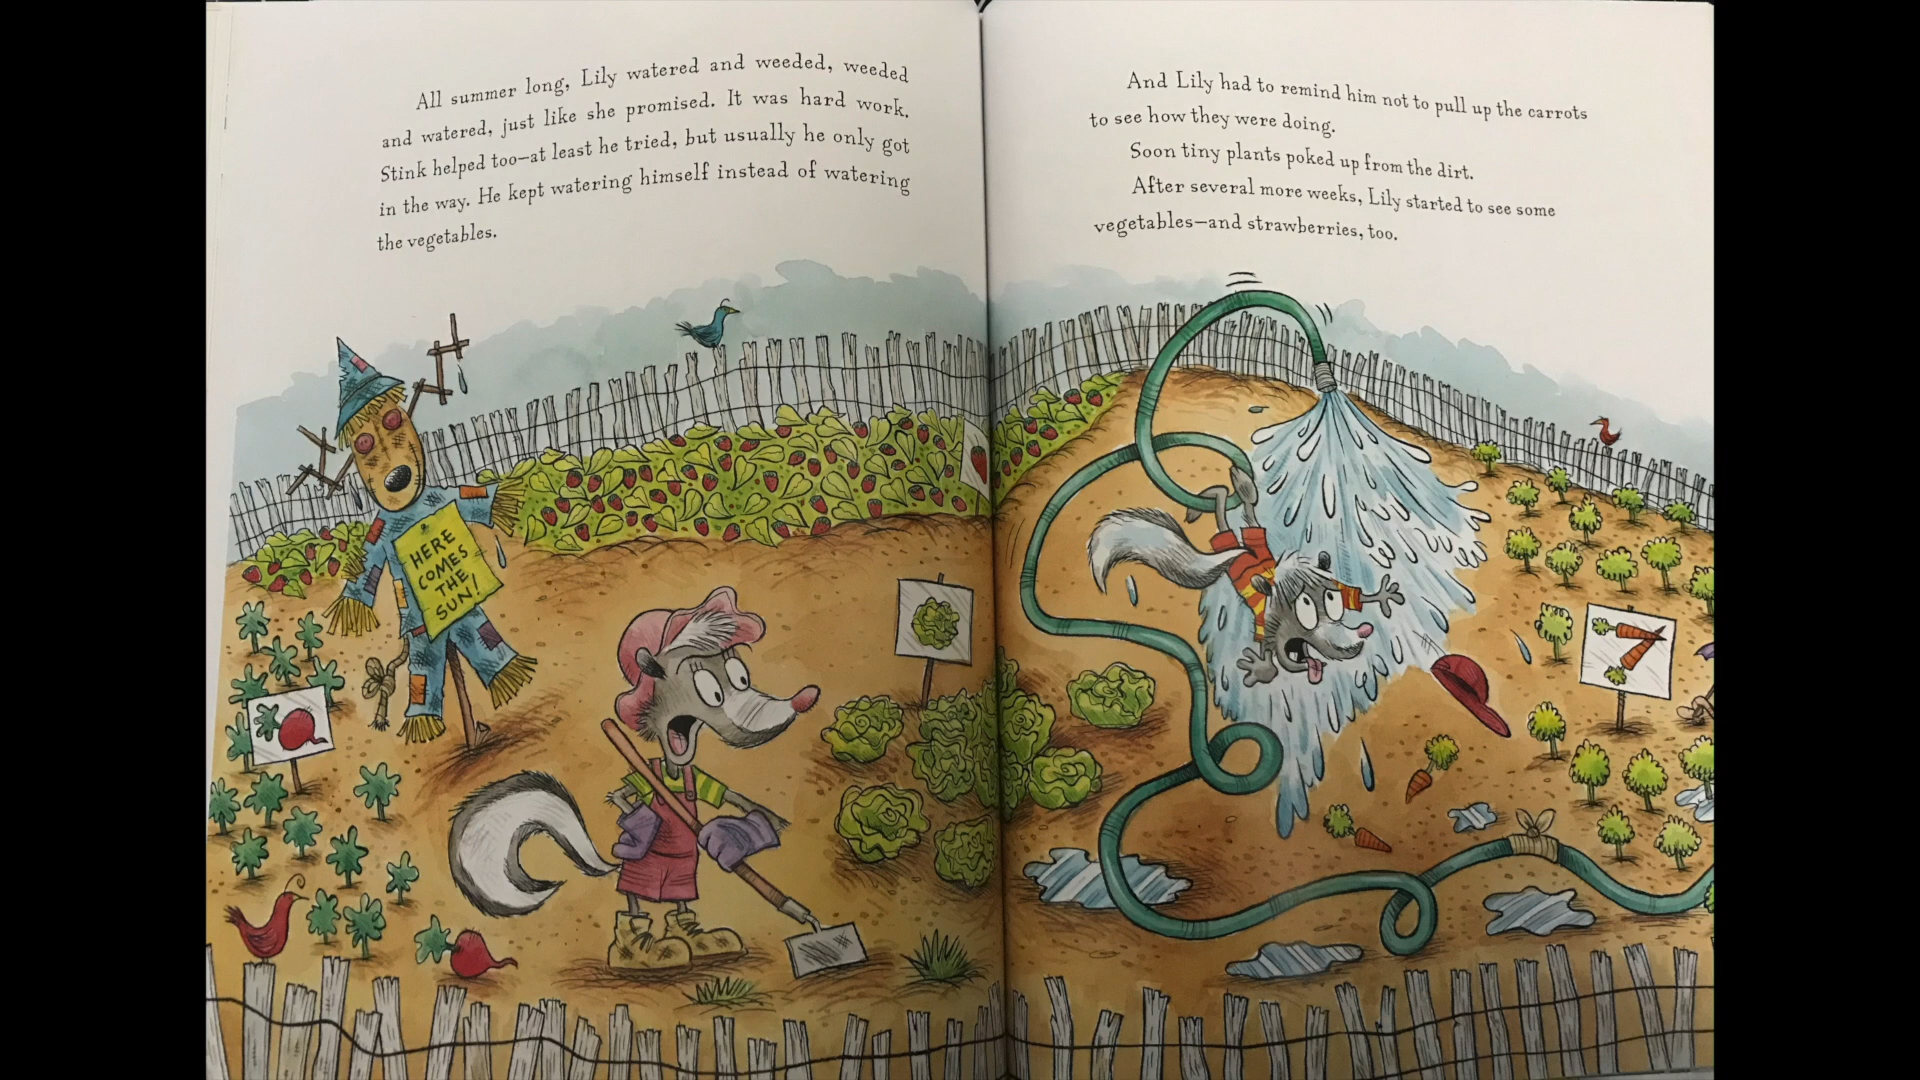 All summer long, Lily watered and weeded, weeded
and watered, just like she promised. It was hard work.
Stink helped too—at least he tried, but usually he only got
in the way. He kept watering himself instead of watering
the vegetables.
HERE
COMES
THE
SUN!
And Lily had to remind him not to pull up the carrots
to see how they were doing.
Soon tiny plants poked up from the dirt.
After several more weeks, Lily started to see some
vegetables—and strawberries, too.